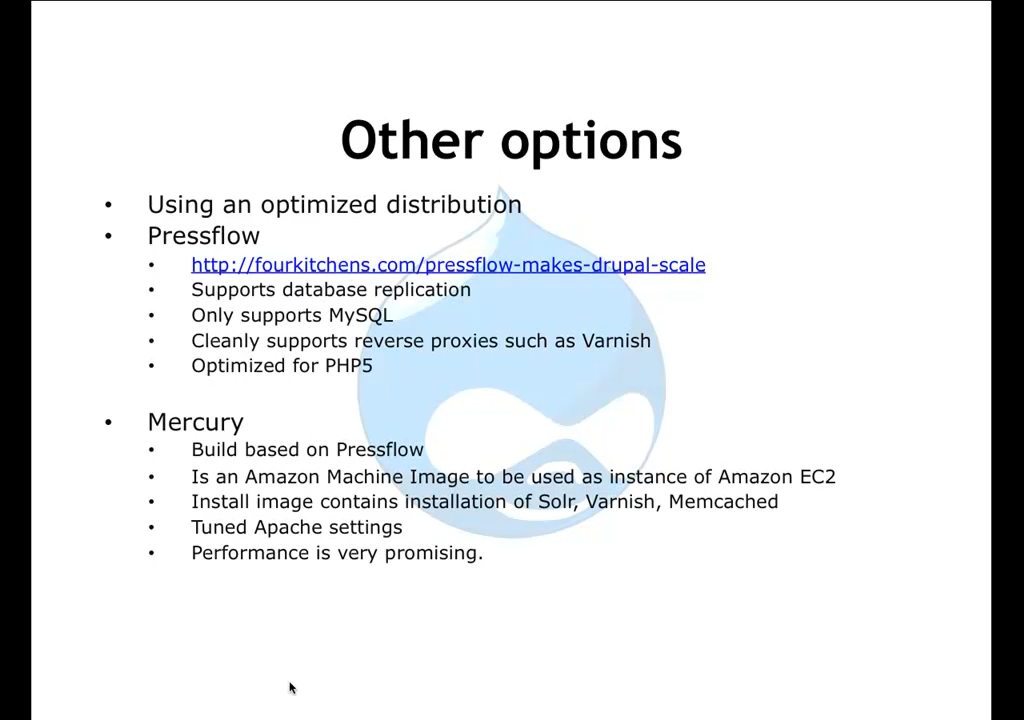 Other options
• Using an optimized distribution
• Pressflow
• http://fourkitchens.com/pressflow-makes-drupal-scale
• Supports database replication
• Only supports MySQL
• Cleanly supports reverse proxies such as Varnish
• Optimized for PHP5
• Mercury
• Build based on Pressflow
• Is an Amazon Machine Image to be used as instance of Amazon EC2
• Install image contains installation of Solr, Varnish, Memcached
• Tuned Apache settings
• Performance is very promising.